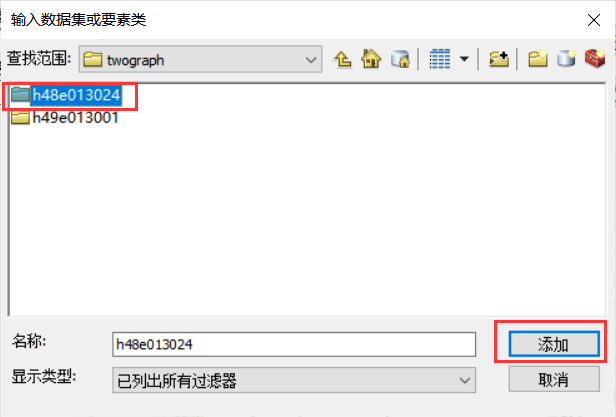 输入数据集或要素类
查找范围: twograph
h48e013024
h49e013001
名称: h48e013024 添加
显示类型: 已列出所有过滤器 取消